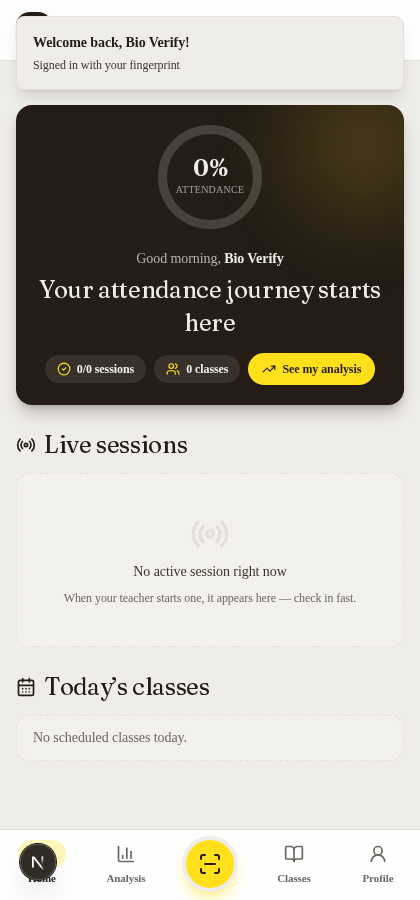 Welcome back, Bio Verify!
Signed in with your fingerprint
0%
ATTENDANCE
Good morning, Bio Verify
Your attendance journey starts
here
0/0 sessions
0 classes
See my analysis
Live sessions
No active session right now
When your teacher starts one, it appears here — check in fast.
Today's classes
No scheduled classes today.
N
Home
Analysis
Classes
Profile